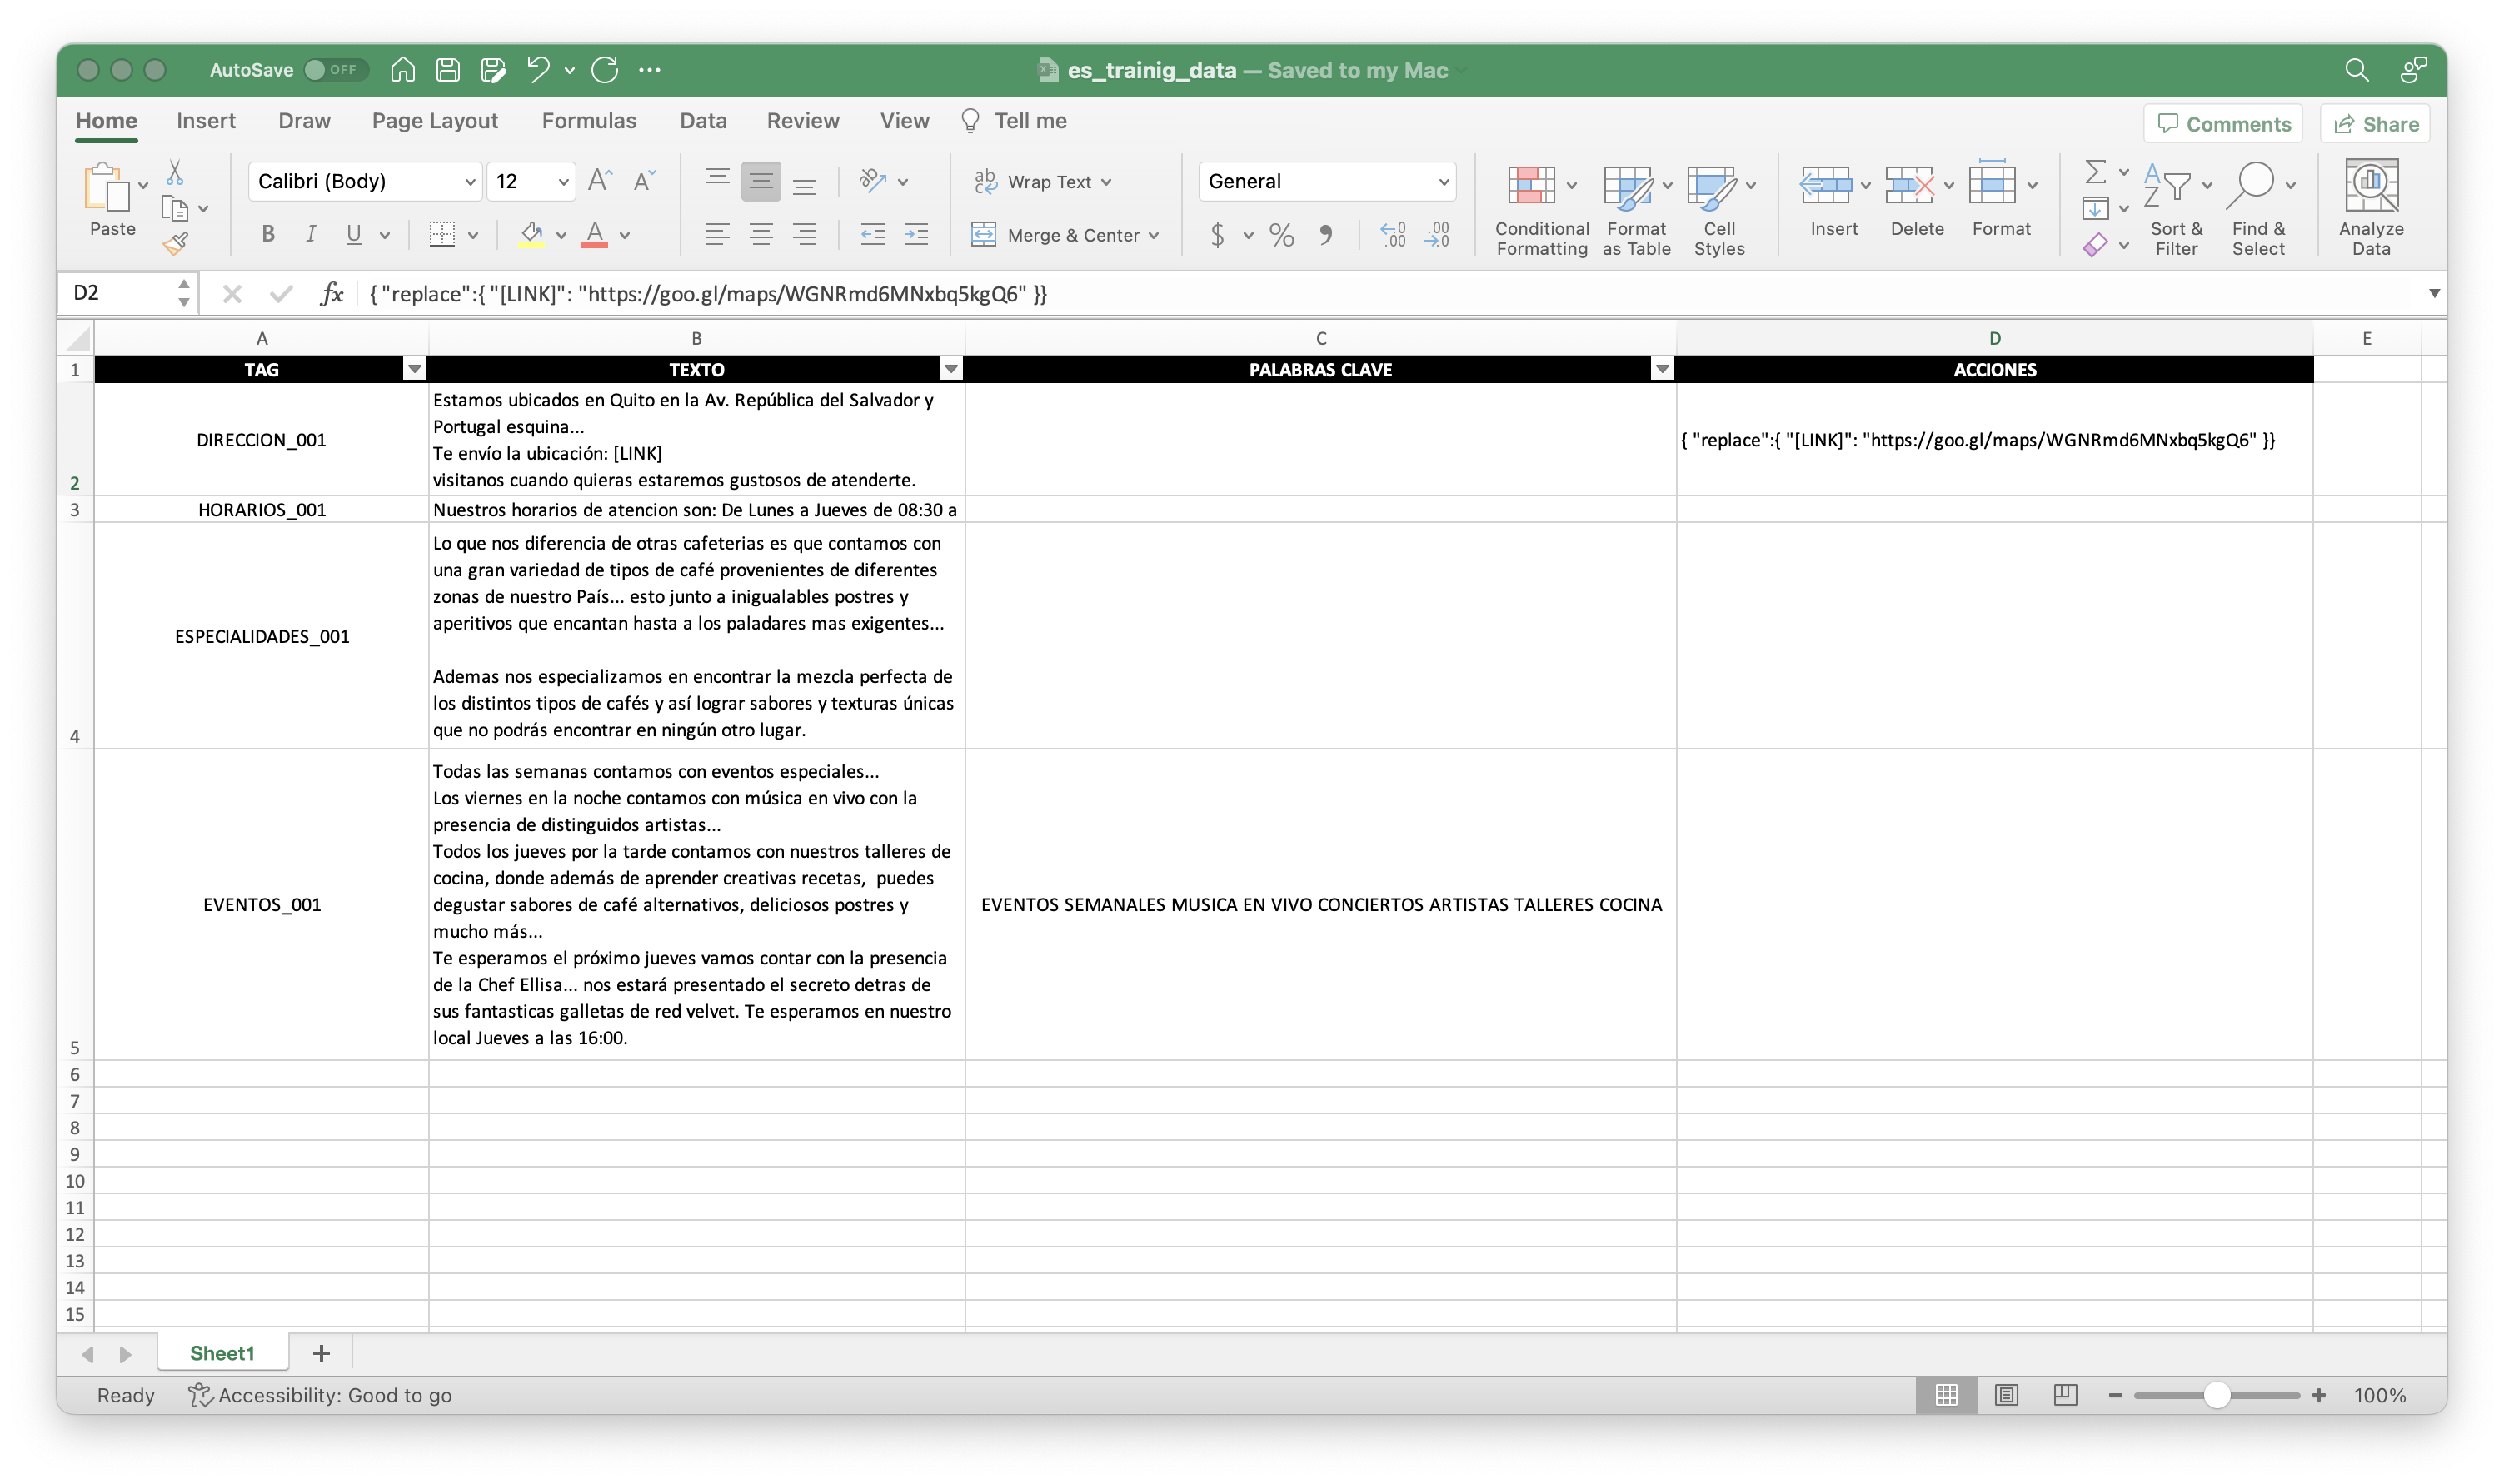 AutoSave OFF
es_trainig_data — Saved to my Mac
Home Insert Draw Page Layout Formulas Data Review View Tell me Comments Share
Paste
Calibri (Body) 12
B I U A
Wrap Text
Merge & Center
General
$ %
Conditional Formatting
Format as Table
Cell Styles
Insert
Delete
Format
Sort & Filter
Find & Select
Analyze Data
D2 fx { "replace":{ "[LINK]": "https://goo.gl/maps/WGNRmd6MNxbq5kgQ6" }}
A B C D E
1 TAG TEXTO PALABRAS CLAVE ACCIONES
2 DIRECCION_001
Estamos ubicados en Quito en la Av. República del Salvador y
Portugal esquina...
Te envío la ubicación: [LINK]
visitanos cuando quieras estaremos gustosos de atenderte.
{ "replace":{ "[LINK]": "https://goo.gl/maps/WGNRmd6MNxbq5kgQ6" }}
3 HORARIOS_001 Nuestros horarios de atencion son: De Lunes a Jueves de 08:30 a
4 ESPECIALIDADES_001
Lo que nos diferencia de otras cafeterias es que contamos con
una gran variedad de tipos de café provenientes de diferentes
zonas de nuestro País... esto junto a inigualables postres y
aperitivos que encantan hasta a los paladares mas exigentes...
Ademas nos especializamos en encontrar la mezcla perfecta de
los distintos tipos de cafés y así lograr sabores y texturas únicas
que no podrás encontrar en ningún otro lugar.
5 EVENTOS_001
Todas las semanas contamos con eventos especiales...
Los viernes en la noche contamos con música en vivo con la
presencia de distinguidos artistas...
Todos los jueves por la tarde contamos con nuestros talleres de
cocina, donde además de aprender creativas recetas, puedes
degustar sabores de café alternativos, deliciosos postres y
mucho más...
Te esperamos el próximo jueves vamos contar con la presencia
de la Chef Ellisa... nos estará presentado el secreto detras de
sus fantasticas galletas de red velvet. Te esperamos en nuestro
local Jueves a las 16:00.
EVENTOS SEMANALES MUSICA EN VIVO CONCIERTOS ARTISTAS TALLERES COCINA
6
7
8
9
10
11
12
13
14
15
Sheet1
Ready Accessibility: Good to go 100%